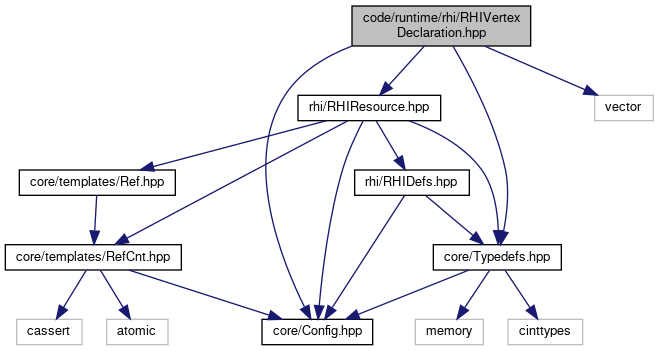 code/runtime/rhi/RHIVertex
Declaration.hpp
rhi/RHIResource.hpp
vector
core/templates/Ref.hpp
rhi/RHIDefs.hpp
core/templates/RefCnt.hpp
core/Typedefs.hpp
cassert
atomic
core/Config.hpp
memory
cinttypes